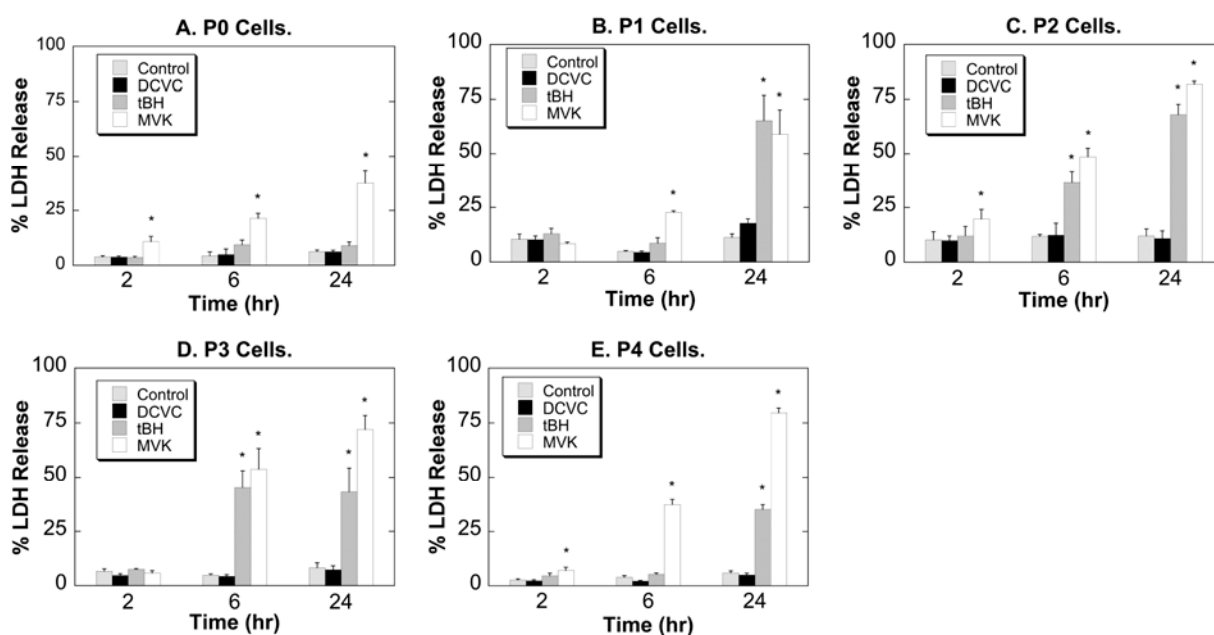 A. P0 Cells.
% LDH Release
100
75
50
25
0
Control
DCVC
tBH
MVK
*
*
*
2 6 24
Time (hr)
B. P1 Cells.
% LDH Release
100
75
50
25
0
Control
DCVC
tBH
MVK
*
* *
2 6 24
Time (hr)
C. P2 Cells.
% LDH Release
100
75
50
25
0
Control
DCVC
tBH
MVK
*
* *
* *
2 6 24
Time (hr)
D. P3 Cells.
% LDH Release
100
75
50
25
0
Control
DCVC
tBH
MVK
* *
* *
2 6 24
Time (hr)
E. P4 Cells.
% LDH Release
100
75
50
25
0
Control
DCVC
tBH
MVK
*
*
* *
2 6 24
Time (hr)